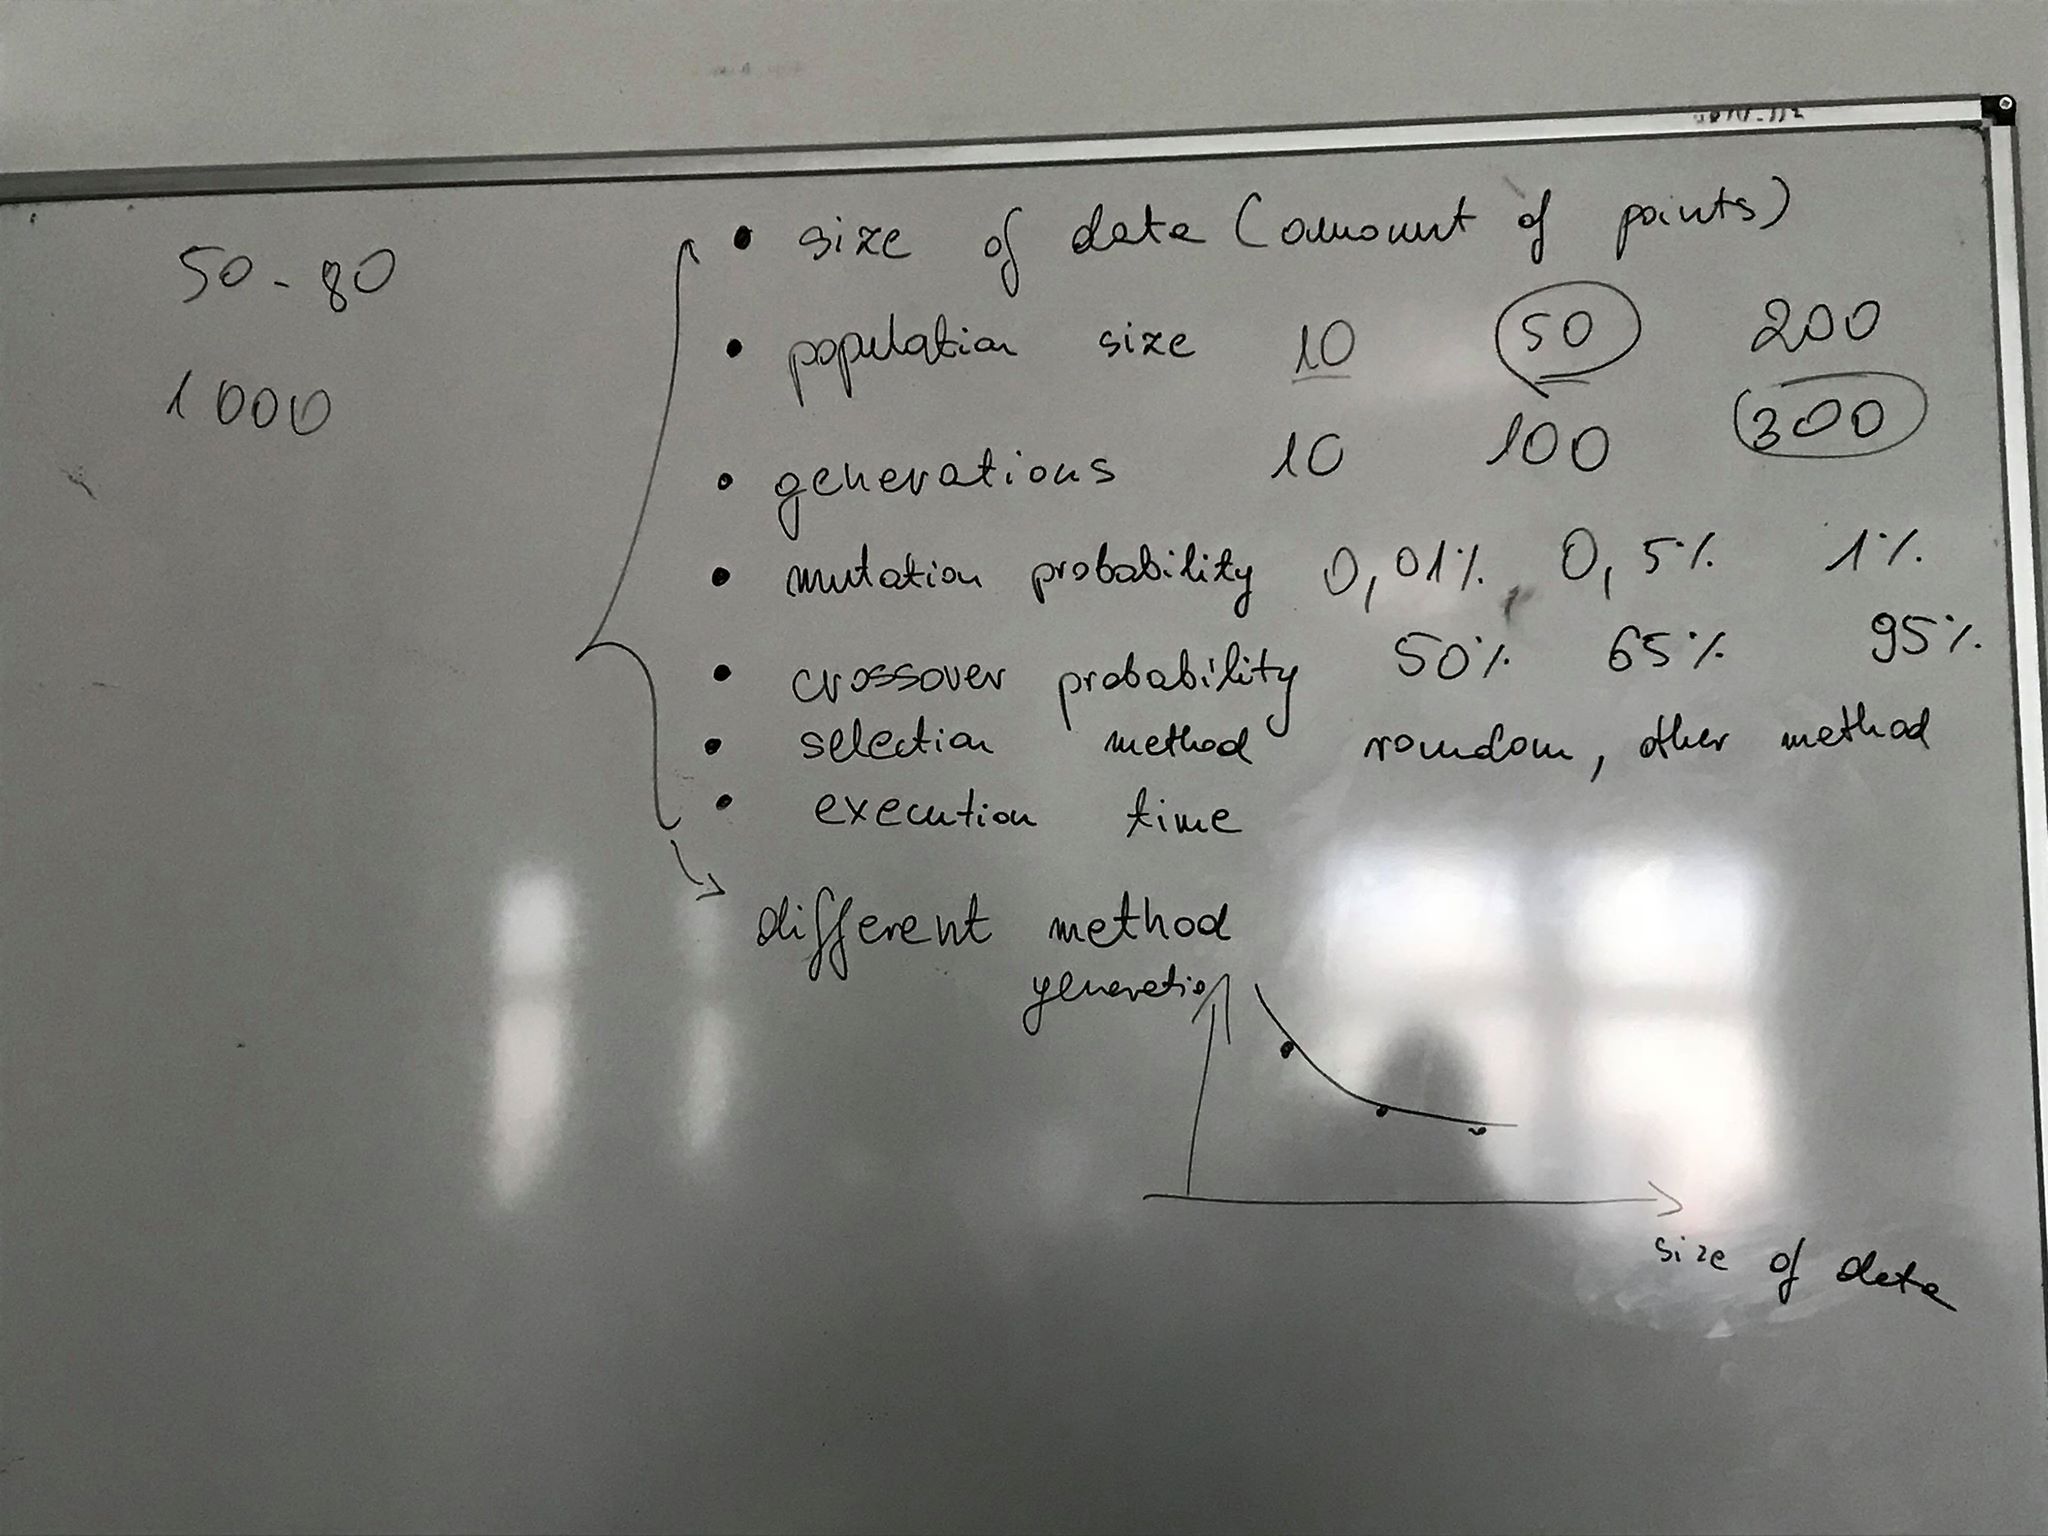 50-80
1000
• size of data (amount of points)
• population size 10 50 200
• generations 10 100 300
• mutation probability 0,01% 0,5% 1%
• crossover probability 50% 65% 95%
• selection method random, other method
• execution time
different method
generatio
size of data